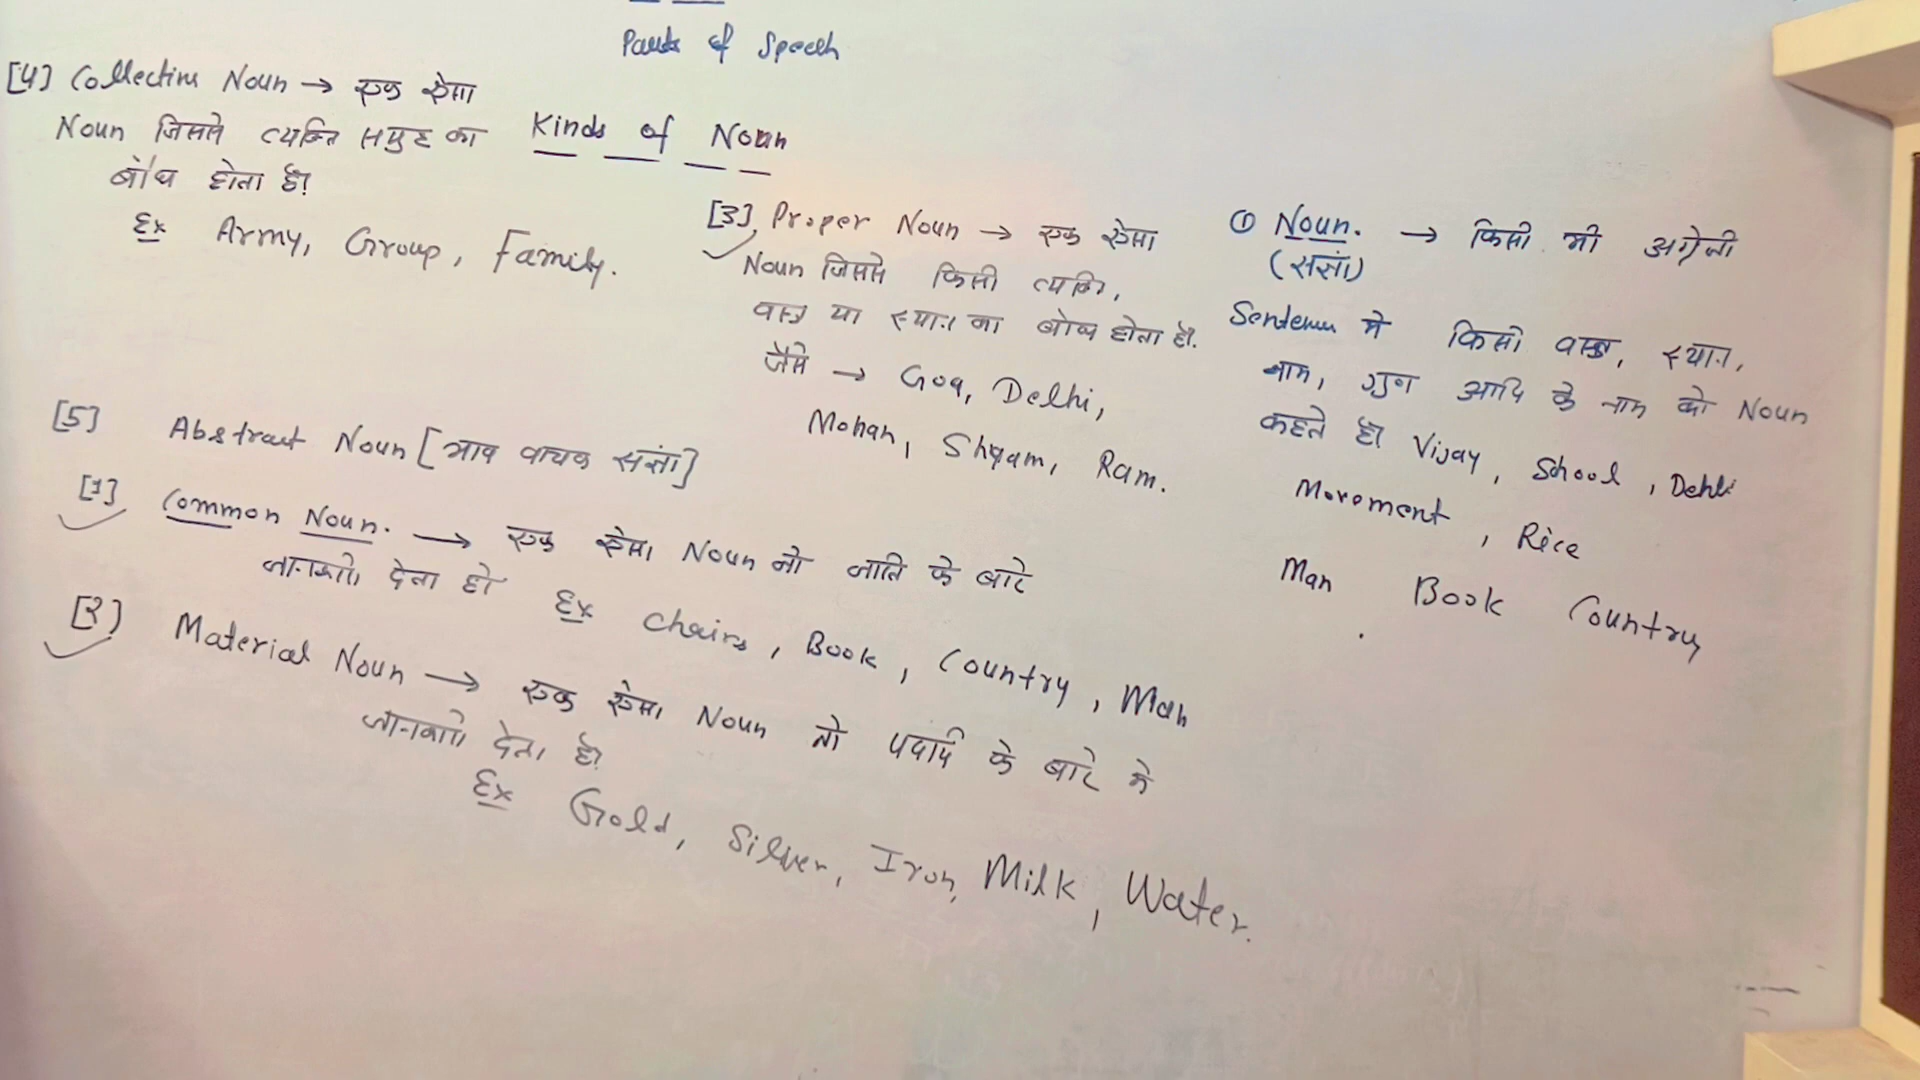 Parts of Speech
Kinds of Noun
① Noun. → किसी भी अंग्रेजी
(संज्ञा)
Sentence मे किसी वस्तु, स्थान,
नाम, गुण आदि के नाम को Noun
कहते है। Vijay, School, Dehli
Movement, Rice
Man Book Country
[1] Common Noun. → एक ऐसा Noun जो जाति के बारे
जानकारी देता हो Ex Chairs, Book, Country, Man
[2] Material Noun → एक ऐसा Noun जो पदार्थ के बारे मे
जानकारी देता है।
Ex Gold, Silver, Iron, Milk, Water.
[3] Proper Noun → एक ऐसा
Noun जिससे किसी व्यक्ति,
वस्तु या स्थान का बोध होता है.
जैसे → Goa, Delhi,
Mohan, Shyam, Ram.
[4] Collective Noun → एक ऐसा
Noun जिससे व्यक्ति समुह का
बोध होता है।
Ex Army, Group, Family.
[5] Abstract Noun [भाव वाचक संज्ञा]